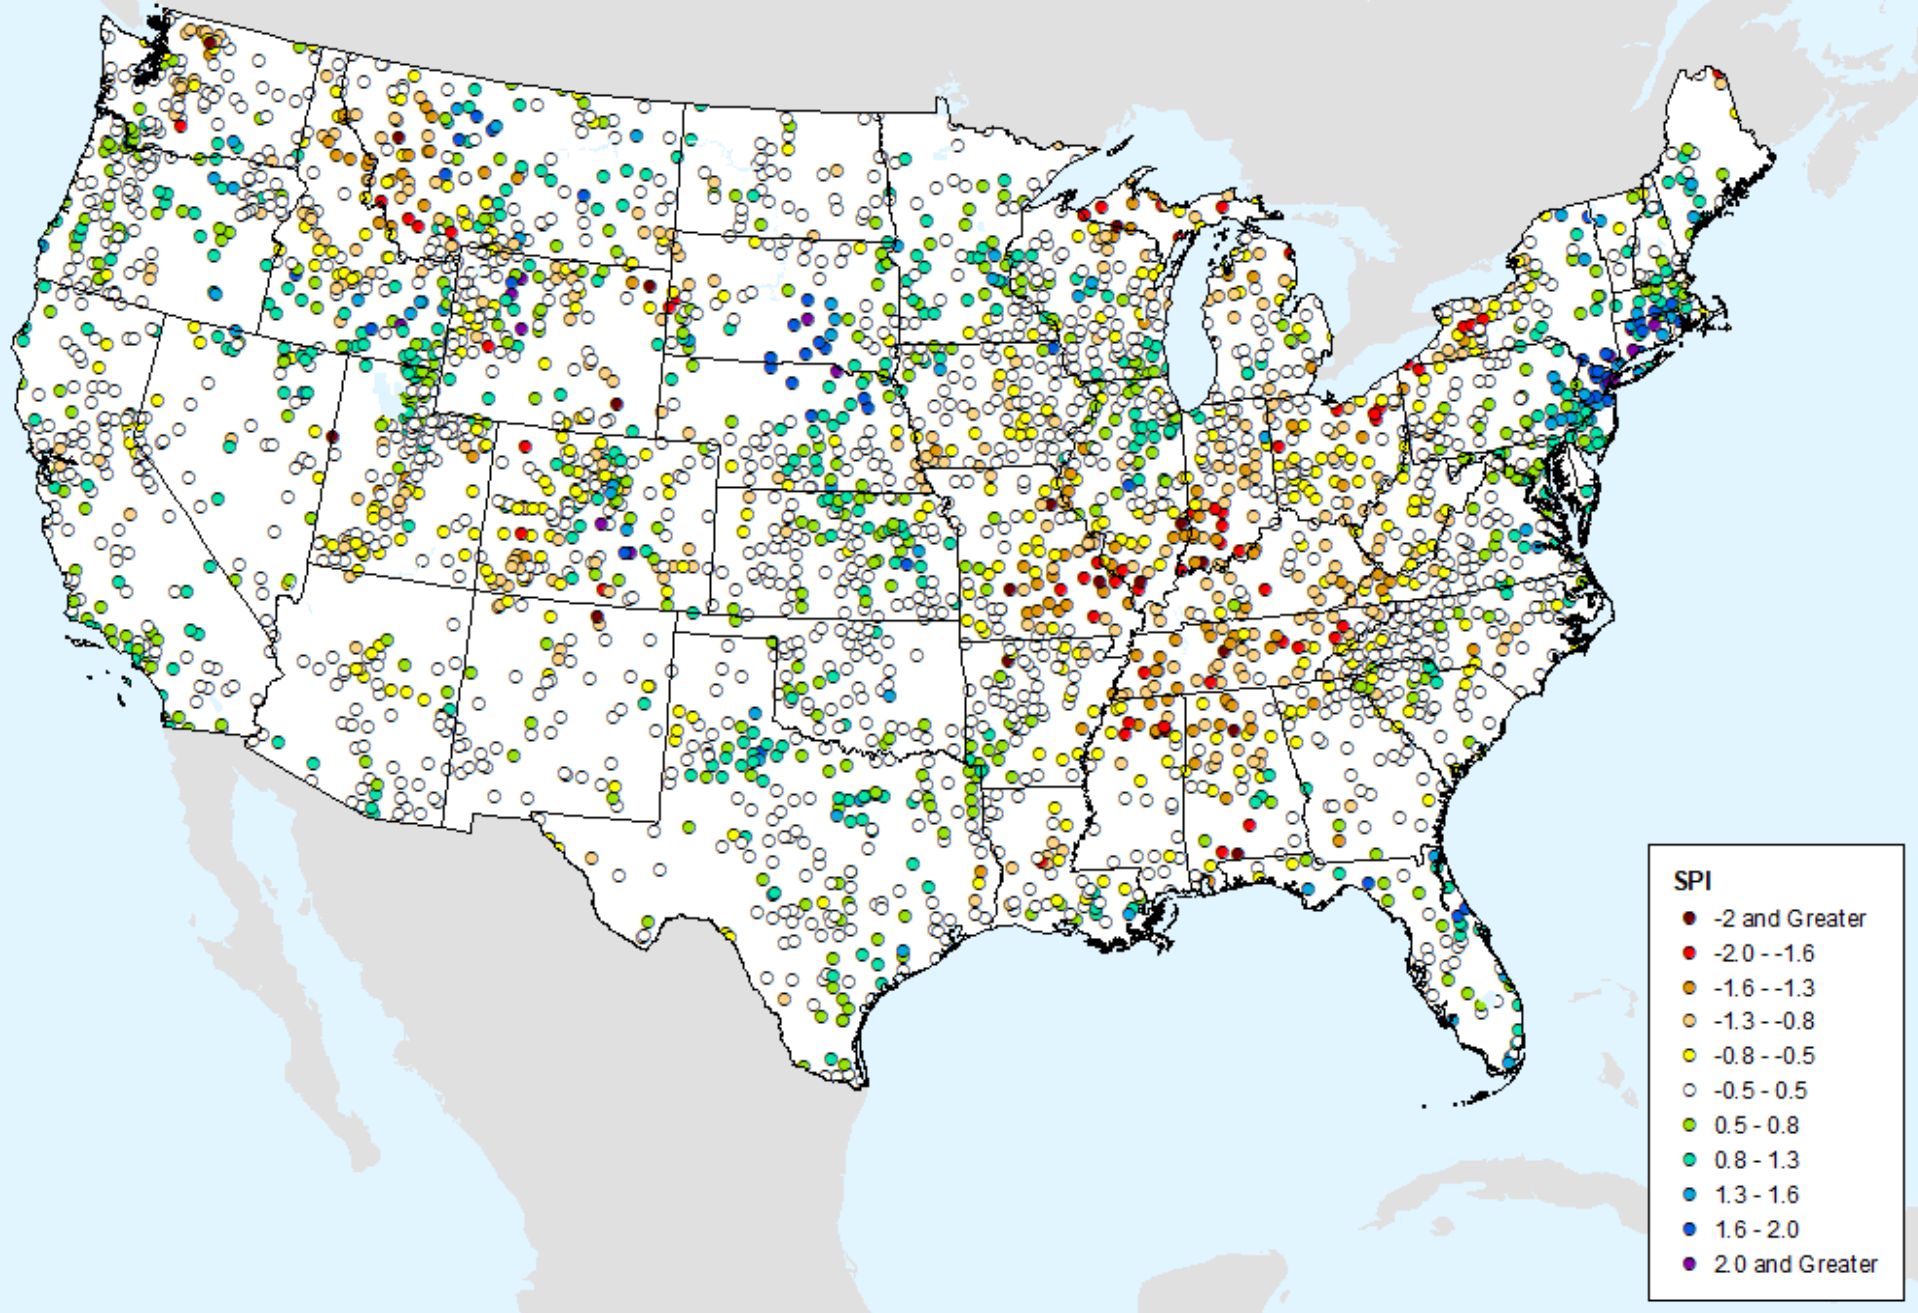 SPI
-2 and Greater
-2.0 - -1.6
-1.6 - -1.3
-1.3 - -0.8
-0.8 - -0.5
-0.5 - 0.5
0.5 - 0.8
0.8 - 1.3
1.3 - 1.6
1.6 - 2.0
2.0 and Greater